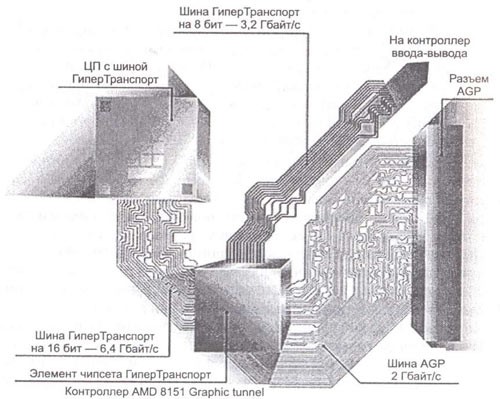 Шина ГиперТранспорт
на 8 бит — 3,2 Гбайт/с
На контроллер
ввода-вывода
ЦП с шиной
ГиперТранспорт
Разъем
AGP
Шина ГиперТранспорт
на 16 бит — 6,4 Гбайт/с
Шина AGP
2 Гбайт/с
Элемент чипсета ГиперТранспорт
Контроллер AMD 8151 Graphic tunnel